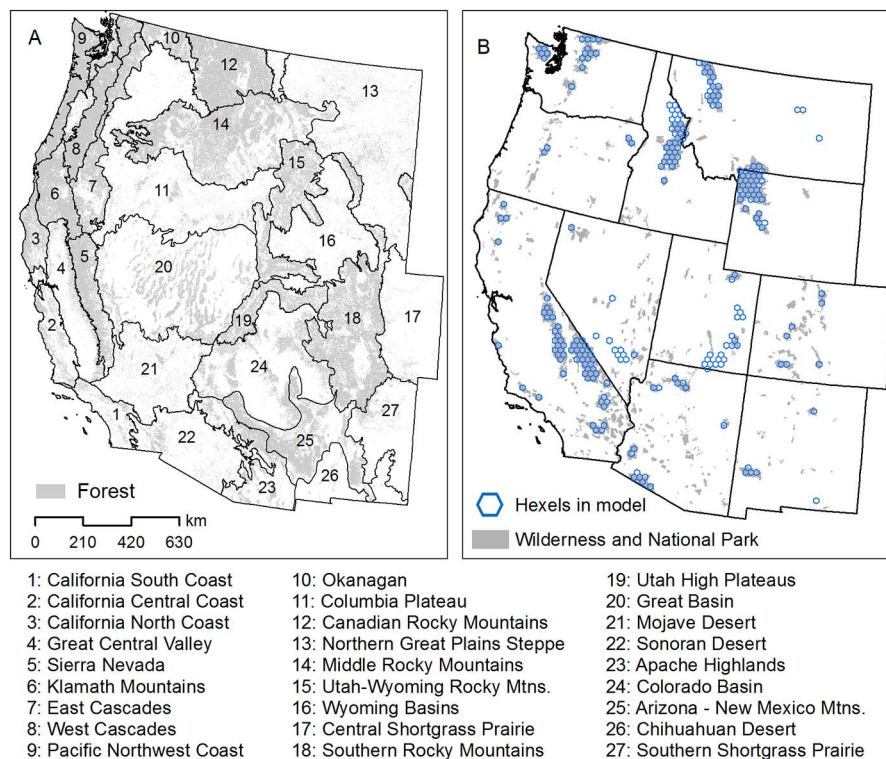 A
9
10
12
13
14
8
15
6
7
11
16
3
5
4
20
18
17
2
19
24
21
27
1
25
22
26
23
Forest
km
0 210 420 630
B
Hexels in model
Wilderness and National Park
1: California South Coast
2: California Central Coast
3: California North Coast
4: Great Central Valley
5: Sierra Nevada
6: Klamath Mountains
7: East Cascades
8: West Cascades
9: Pacific Northwest Coast
10: Okanagan
11: Columbia Plateau
12: Canadian Rocky Mountains
13: Northern Great Plains Steppe
14: Middle Rocky Mountains
15: Utah-Wyoming Rocky Mtns.
16: Wyoming Basins
17: Central Shortgrass Prairie
18: Southern Rocky Mountains
19: Utah High Plateaus
20: Great Basin
21: Mojave Desert
22: Sonoran Desert
23: Apache Highlands
24: Colorado Basin
25: Arizona - New Mexico Mtns.
26: Chihuahuan Desert
27: Southern Shortgrass Prairie